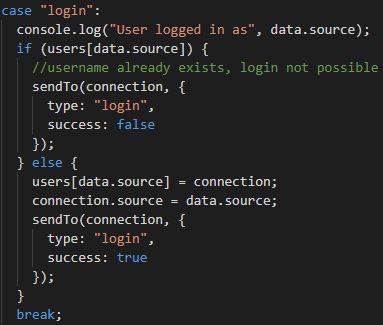 case "login":
  console.log("User logged in as", data.source);
  if (users[data.source]) {
    //username already exists, login not possible
    sendTo(connection, {
      type: "login",
      success: false
    });
  } else {
    users[data.source] = connection;
    connection.source = data.source;
    sendTo(connection, {
      type: "login",
      success: true
    });
  }
  break;